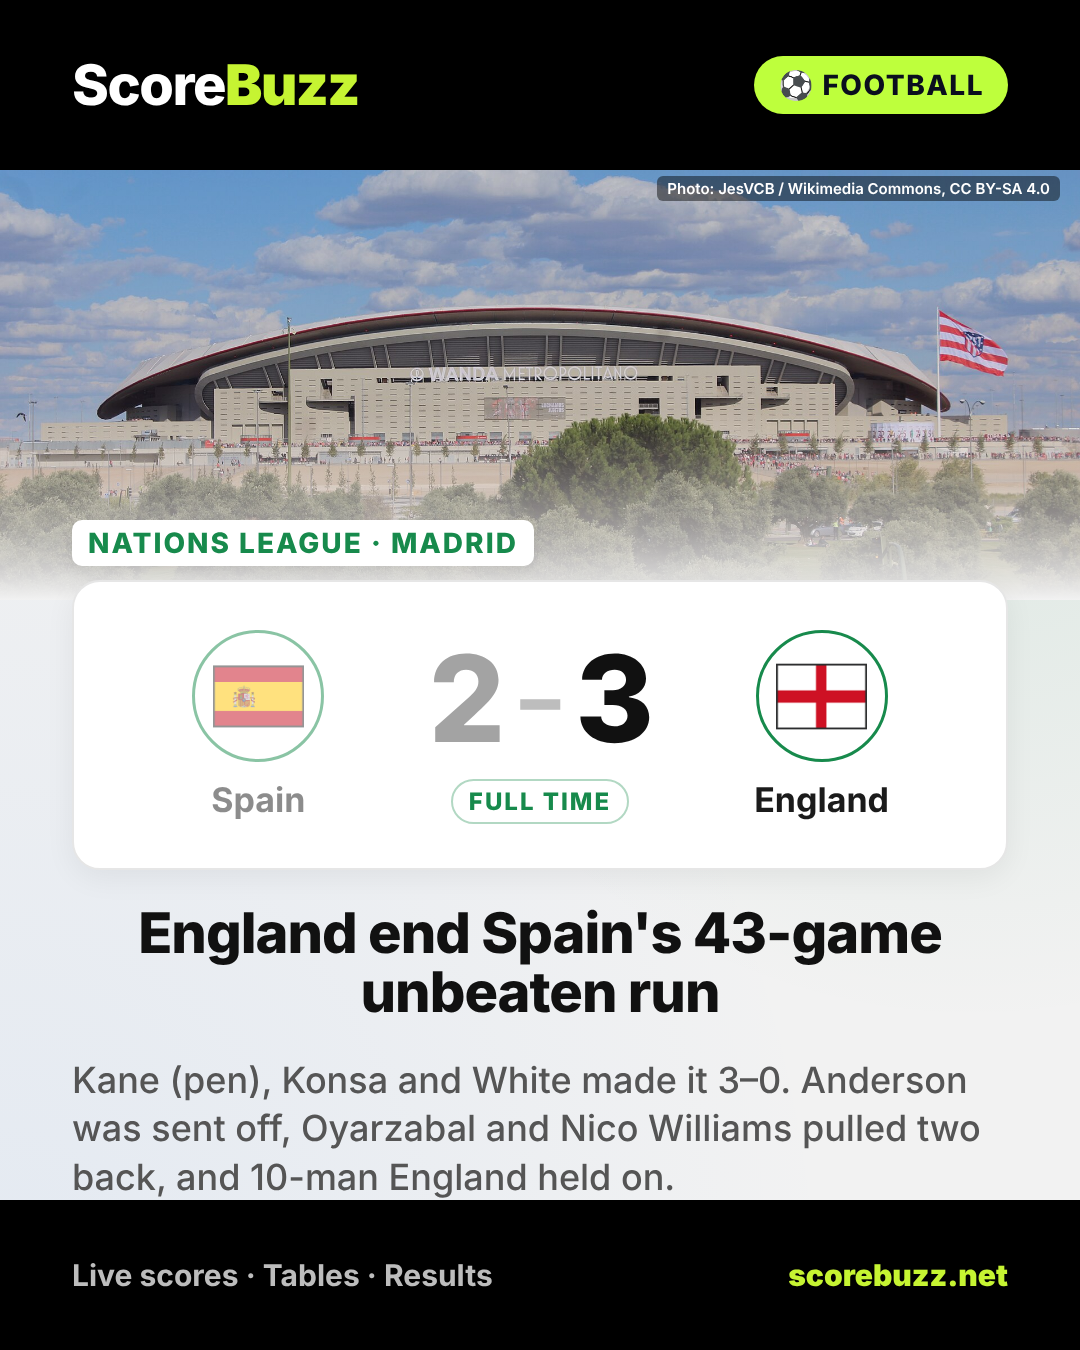 ScoreBuzz
⚽ FOOTBALL
Photo: JesVCB / Wikimedia Commons, CC BY-SA 4.0
WANDA METROPOLITANO
NATIONS LEAGUE · MADRID
2 - 3
Spain
FULL TIME
England
England end Spain's 43-game
unbeaten run
Kane (pen), Konsa and White made it 3–0. Anderson
was sent off, Oyarzabal and Nico Williams pulled two
back, and 10-man England held on.
Live scores · Tables · Results
scorebuzz.net